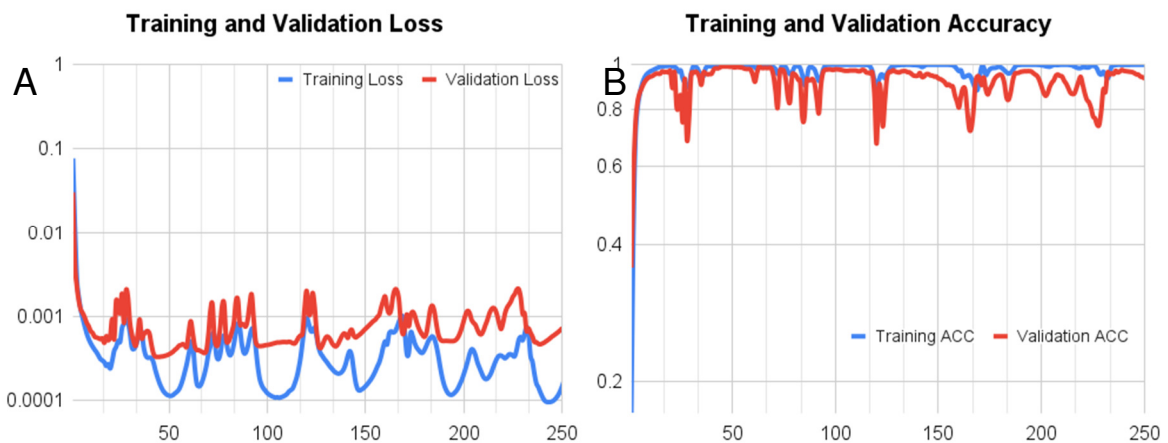 Training and Validation Loss
A
1
Training Loss
Validation Loss
0.1
0.01
0.001
0.0001
50
100
150
200
250
Training and Validation Accuracy
B
1
0.8
0.6
0.4
Training ACC
Validation ACC
0.2
50
100
150
200
250